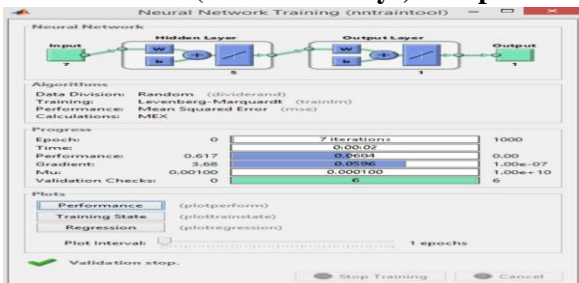 Neural Network Training (nntraintool)
Neural Network
Hidden Layer
Output Layer
Input
Output
W
W
b
b
7
5
1
1
Algorithms
Data Division: Random (dividerand)
Training: Levenberg-Marquardt (trainlm)
Performance: Mean Squared Error (mse)
Calculations: MEX
Progress
Epoch: 0 7 iterations 1000
Time: 0:00:02
Performance: 0.617 0.0684 0.00
Gradient: 3.68 0.0596 1.00e-07
Mu: 0.00100 0.000100 1.00e+10
Validation Checks: 0 6 6
Plots
Performance (plotperform)
Training State (plottrainstate)
Regression (plotregression)
Plot Interval: 1 epochs
Validation stop.
Stop Training Cancel